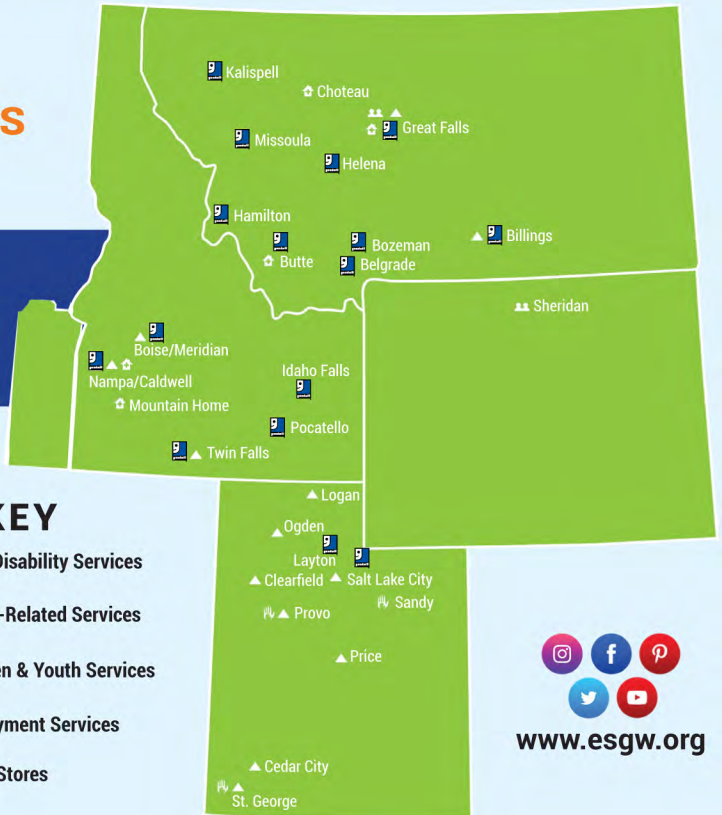 s
Kalispell
Choteau
Great Falls
Missoula
Helena
Hamilton
Bozeman
Billings
Butte
Belgrade
Sheridan
Boise/Meridian
Nampa/Caldwell
Idaho Falls
Mountain Home
Pocatello
Twin Falls
KEY
Disability Services
-Related Services
en & Youth Services
yment Services
Stores
Logan
Ogden
Layton
Clearfield
Salt Lake City
Sandy
Provo
Price
Cedar City
St. George
www.esgw.org